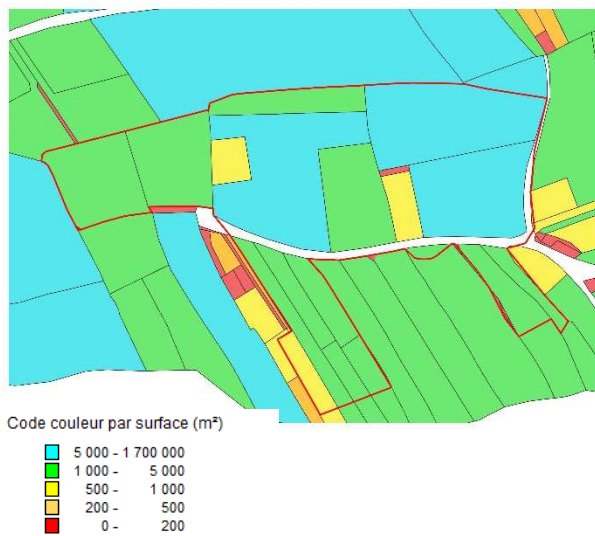 Code couleur par surface (m²)
5 000 - 1 700 000
1 000 - 5 000
500 - 1 000
200 - 500
0 - 200